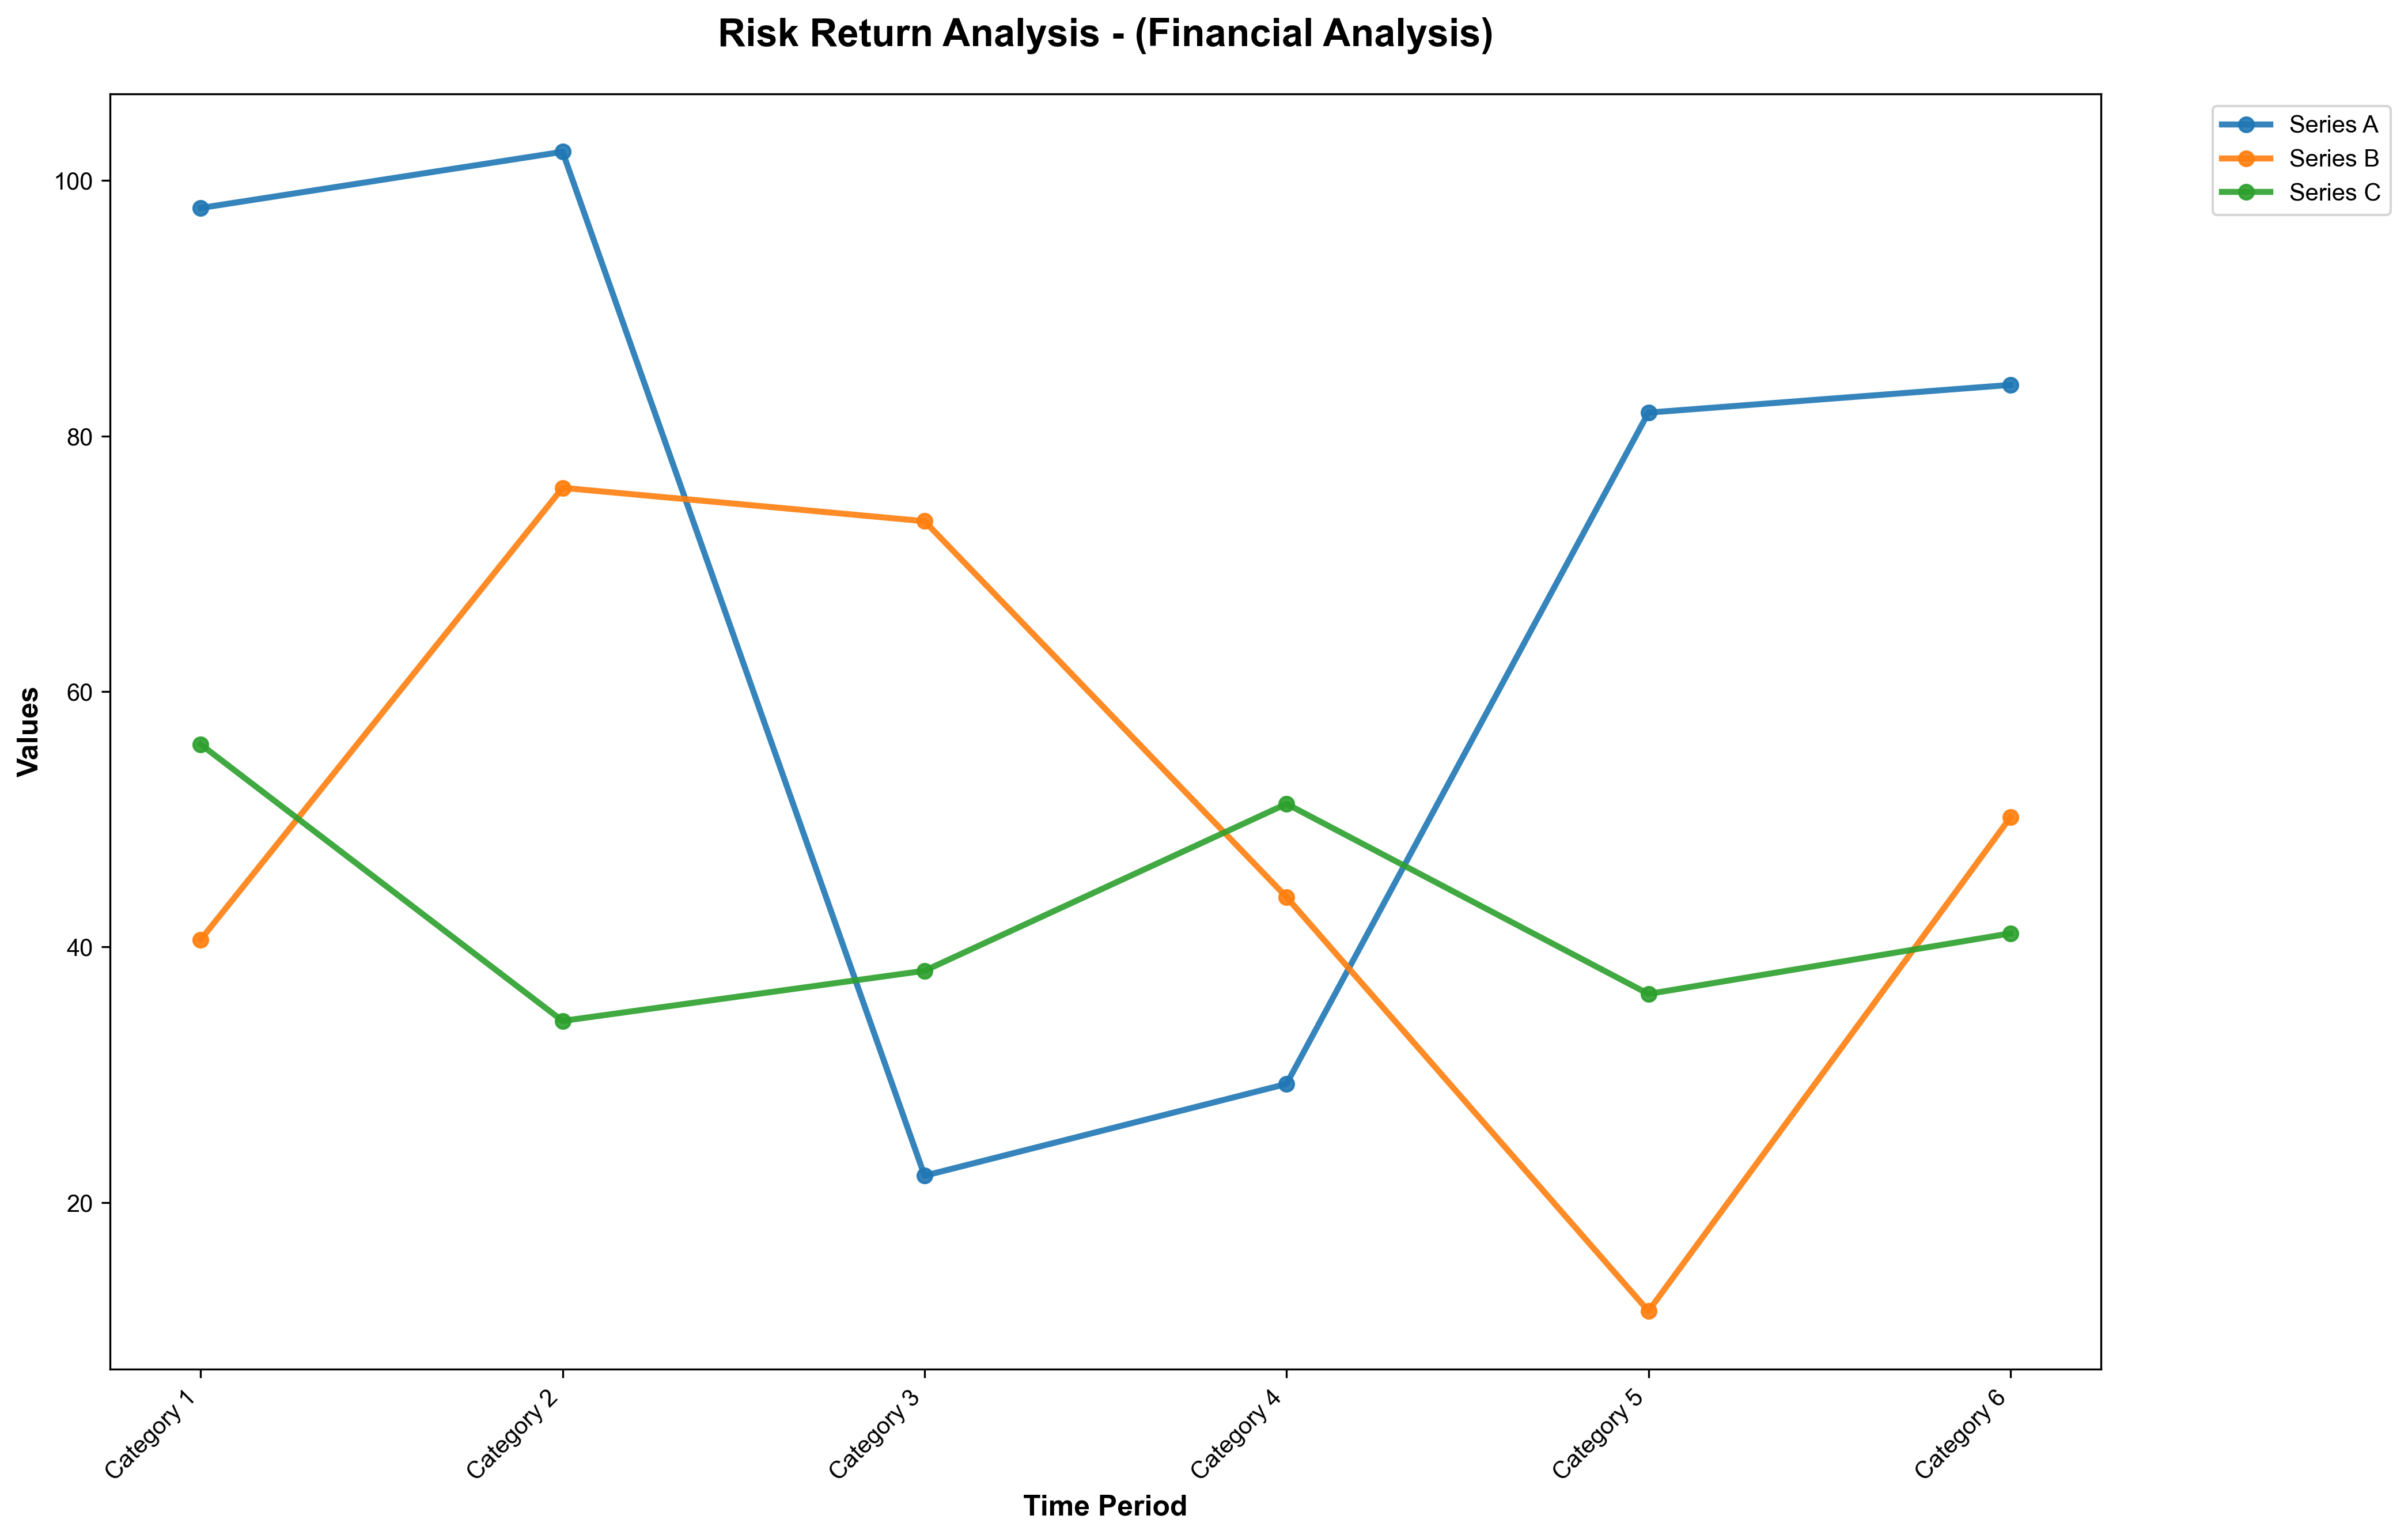 Risk Return Analysis - (Financial Analysis)
Series A
Series B
Series C
Values
100
80
60
40
20
Category 1
Category 2
Category 3
Category 4
Category 5
Category 6
Time Period